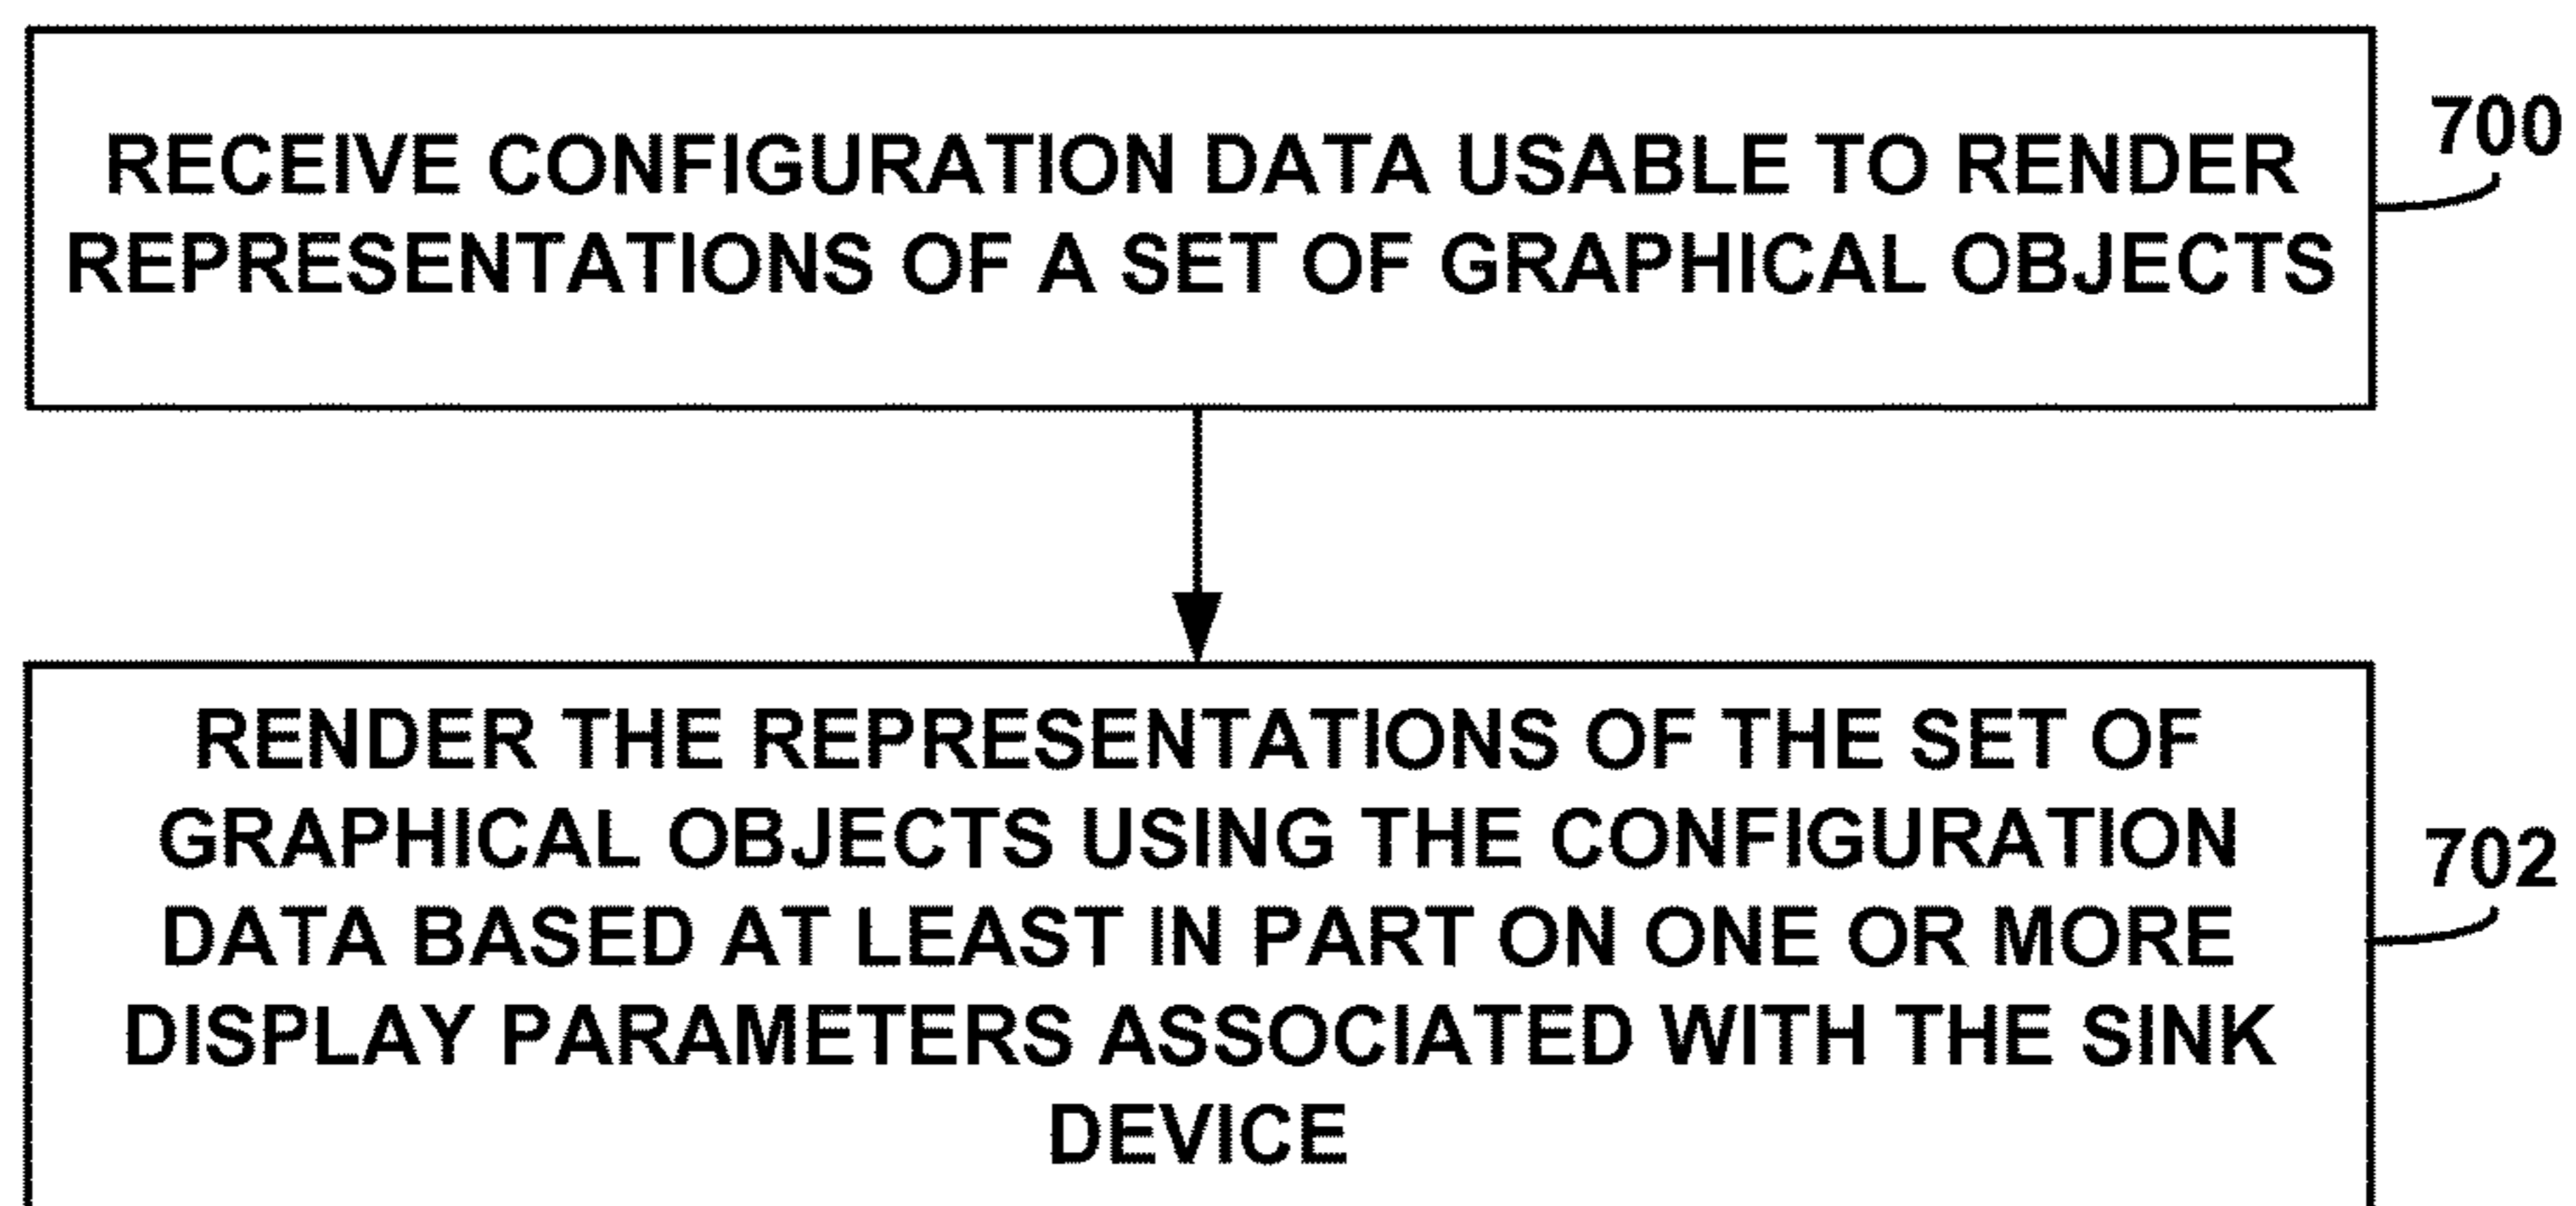 RECEIVE CONFIGURATION DATA USABLE TO RENDER
REPRESENTATIONS OF A SET OF GRAPHICAL OBJECTS
700
RENDER THE REPRESENTATIONS OF THE SET OF
GRAPHICAL OBJECTS USING THE CONFIGURATION
DATA BASED AT LEAST IN PART ON ONE OR MORE
DISPLAY PARAMETERS ASSOCIATED WITH THE SINK
DEVICE
702